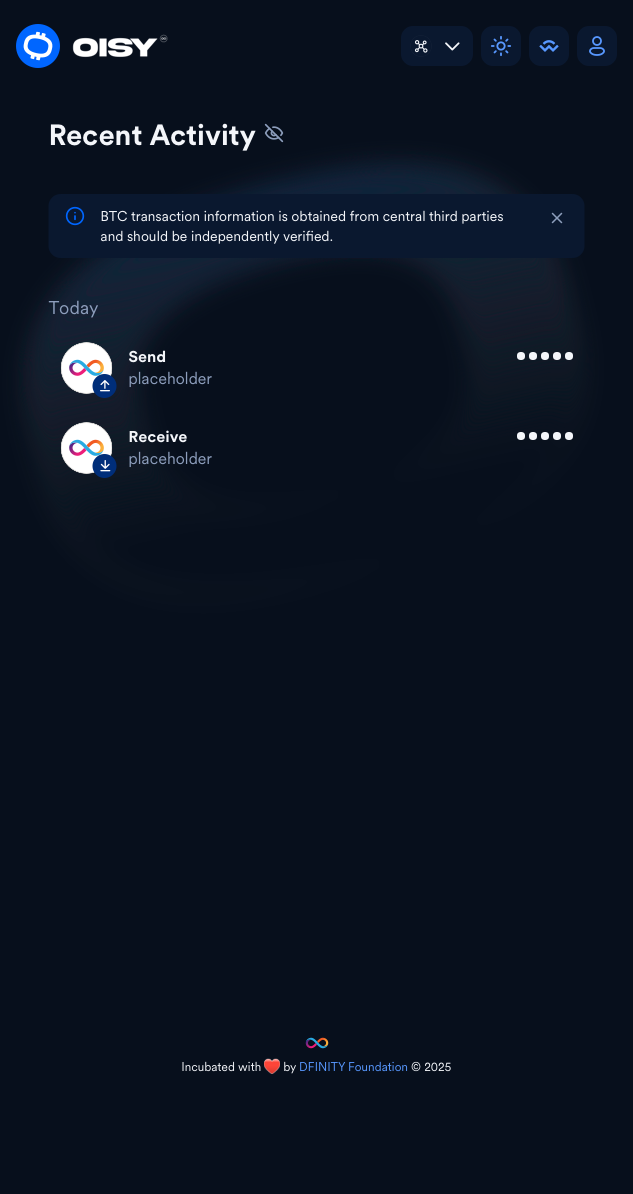 OISY
Recent Activity
BTC transaction information is obtained from central third parties
and should be independently verified.
Today
Send
placeholder
Receive
placeholder
Incubated with ❤️ by DFINITY Foundation © 2025